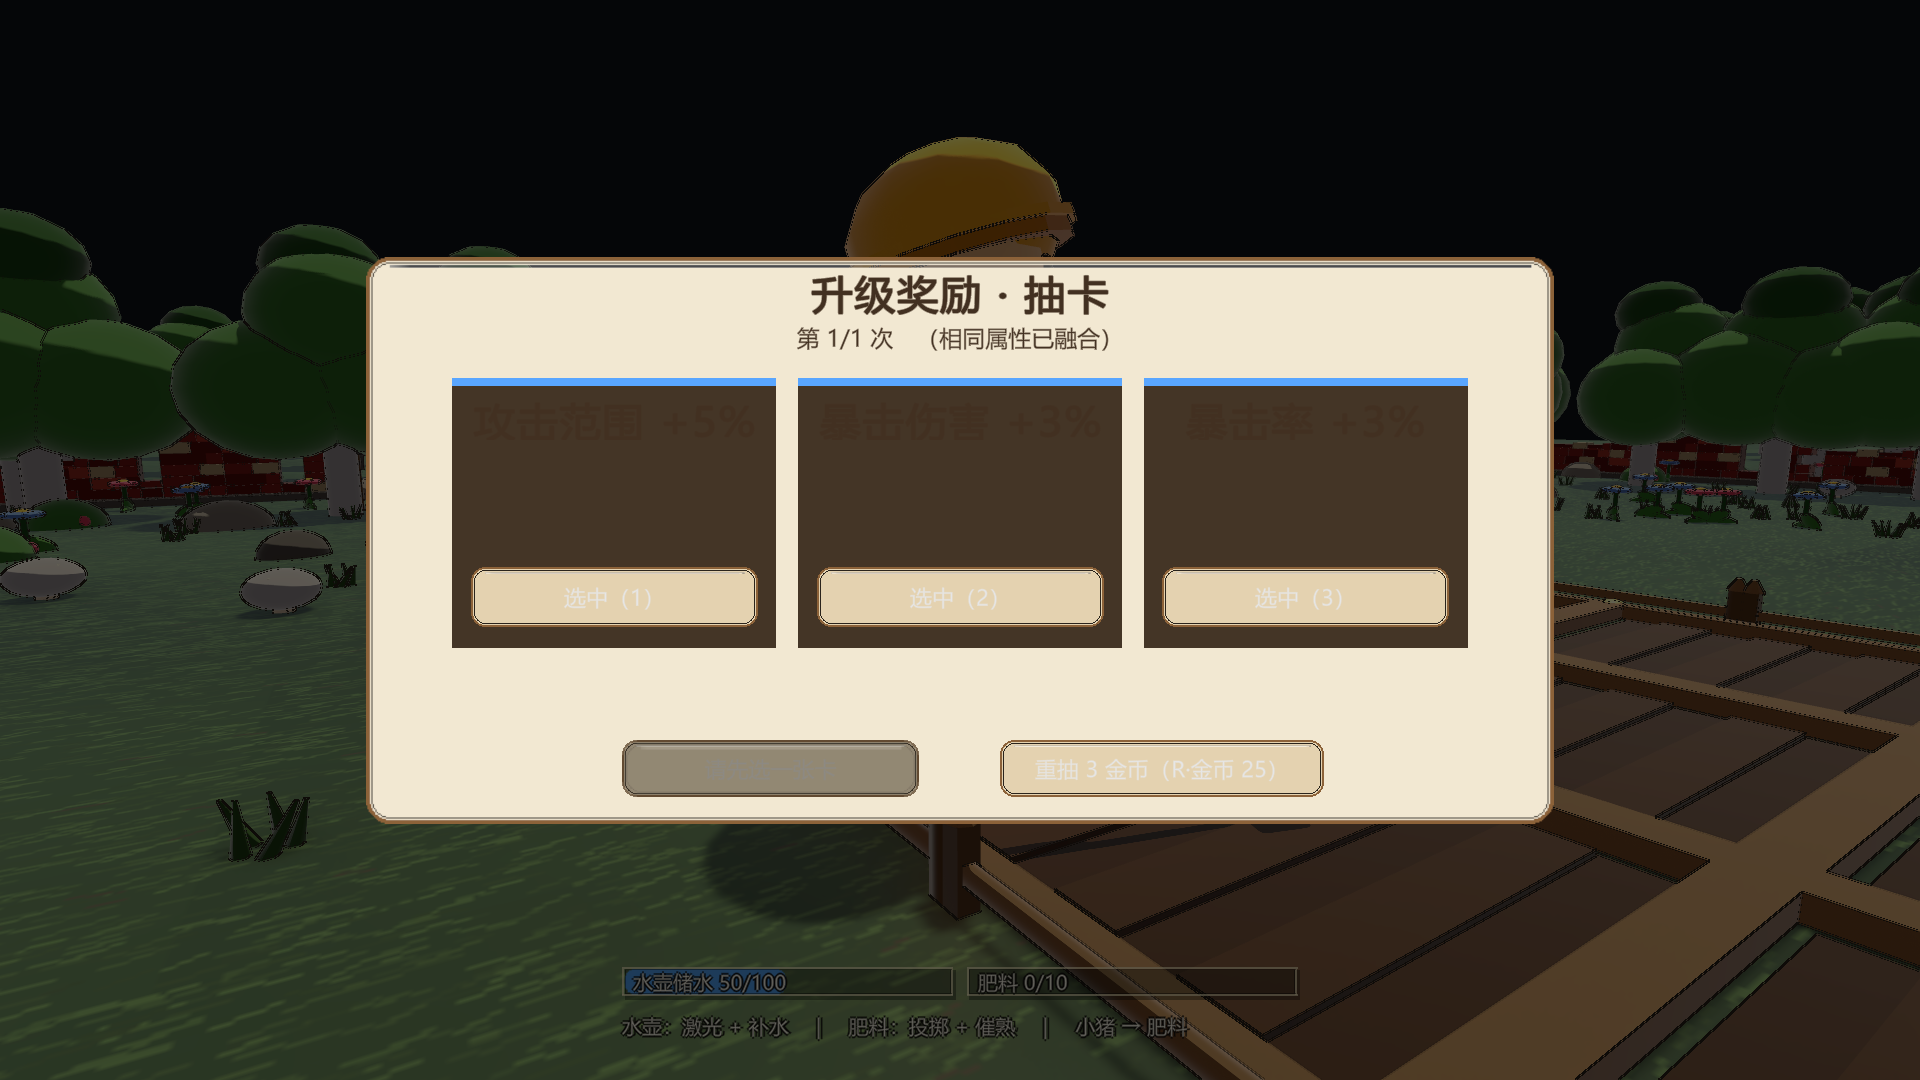 升级奖励 · 抽卡
第 1/1 次 （相同属性已融合）
攻击范围 +5%
暴击伤害 +3%
暴击率 +3%
选中（1）
选中（2）
选中（3）
重抽 3 金币（R·金币 25）
水壶储水 50/100
肥料 0/10
水壶：激光 + 补水 | 肥料：投掷 + 催熟 | 小猪 → 肥料